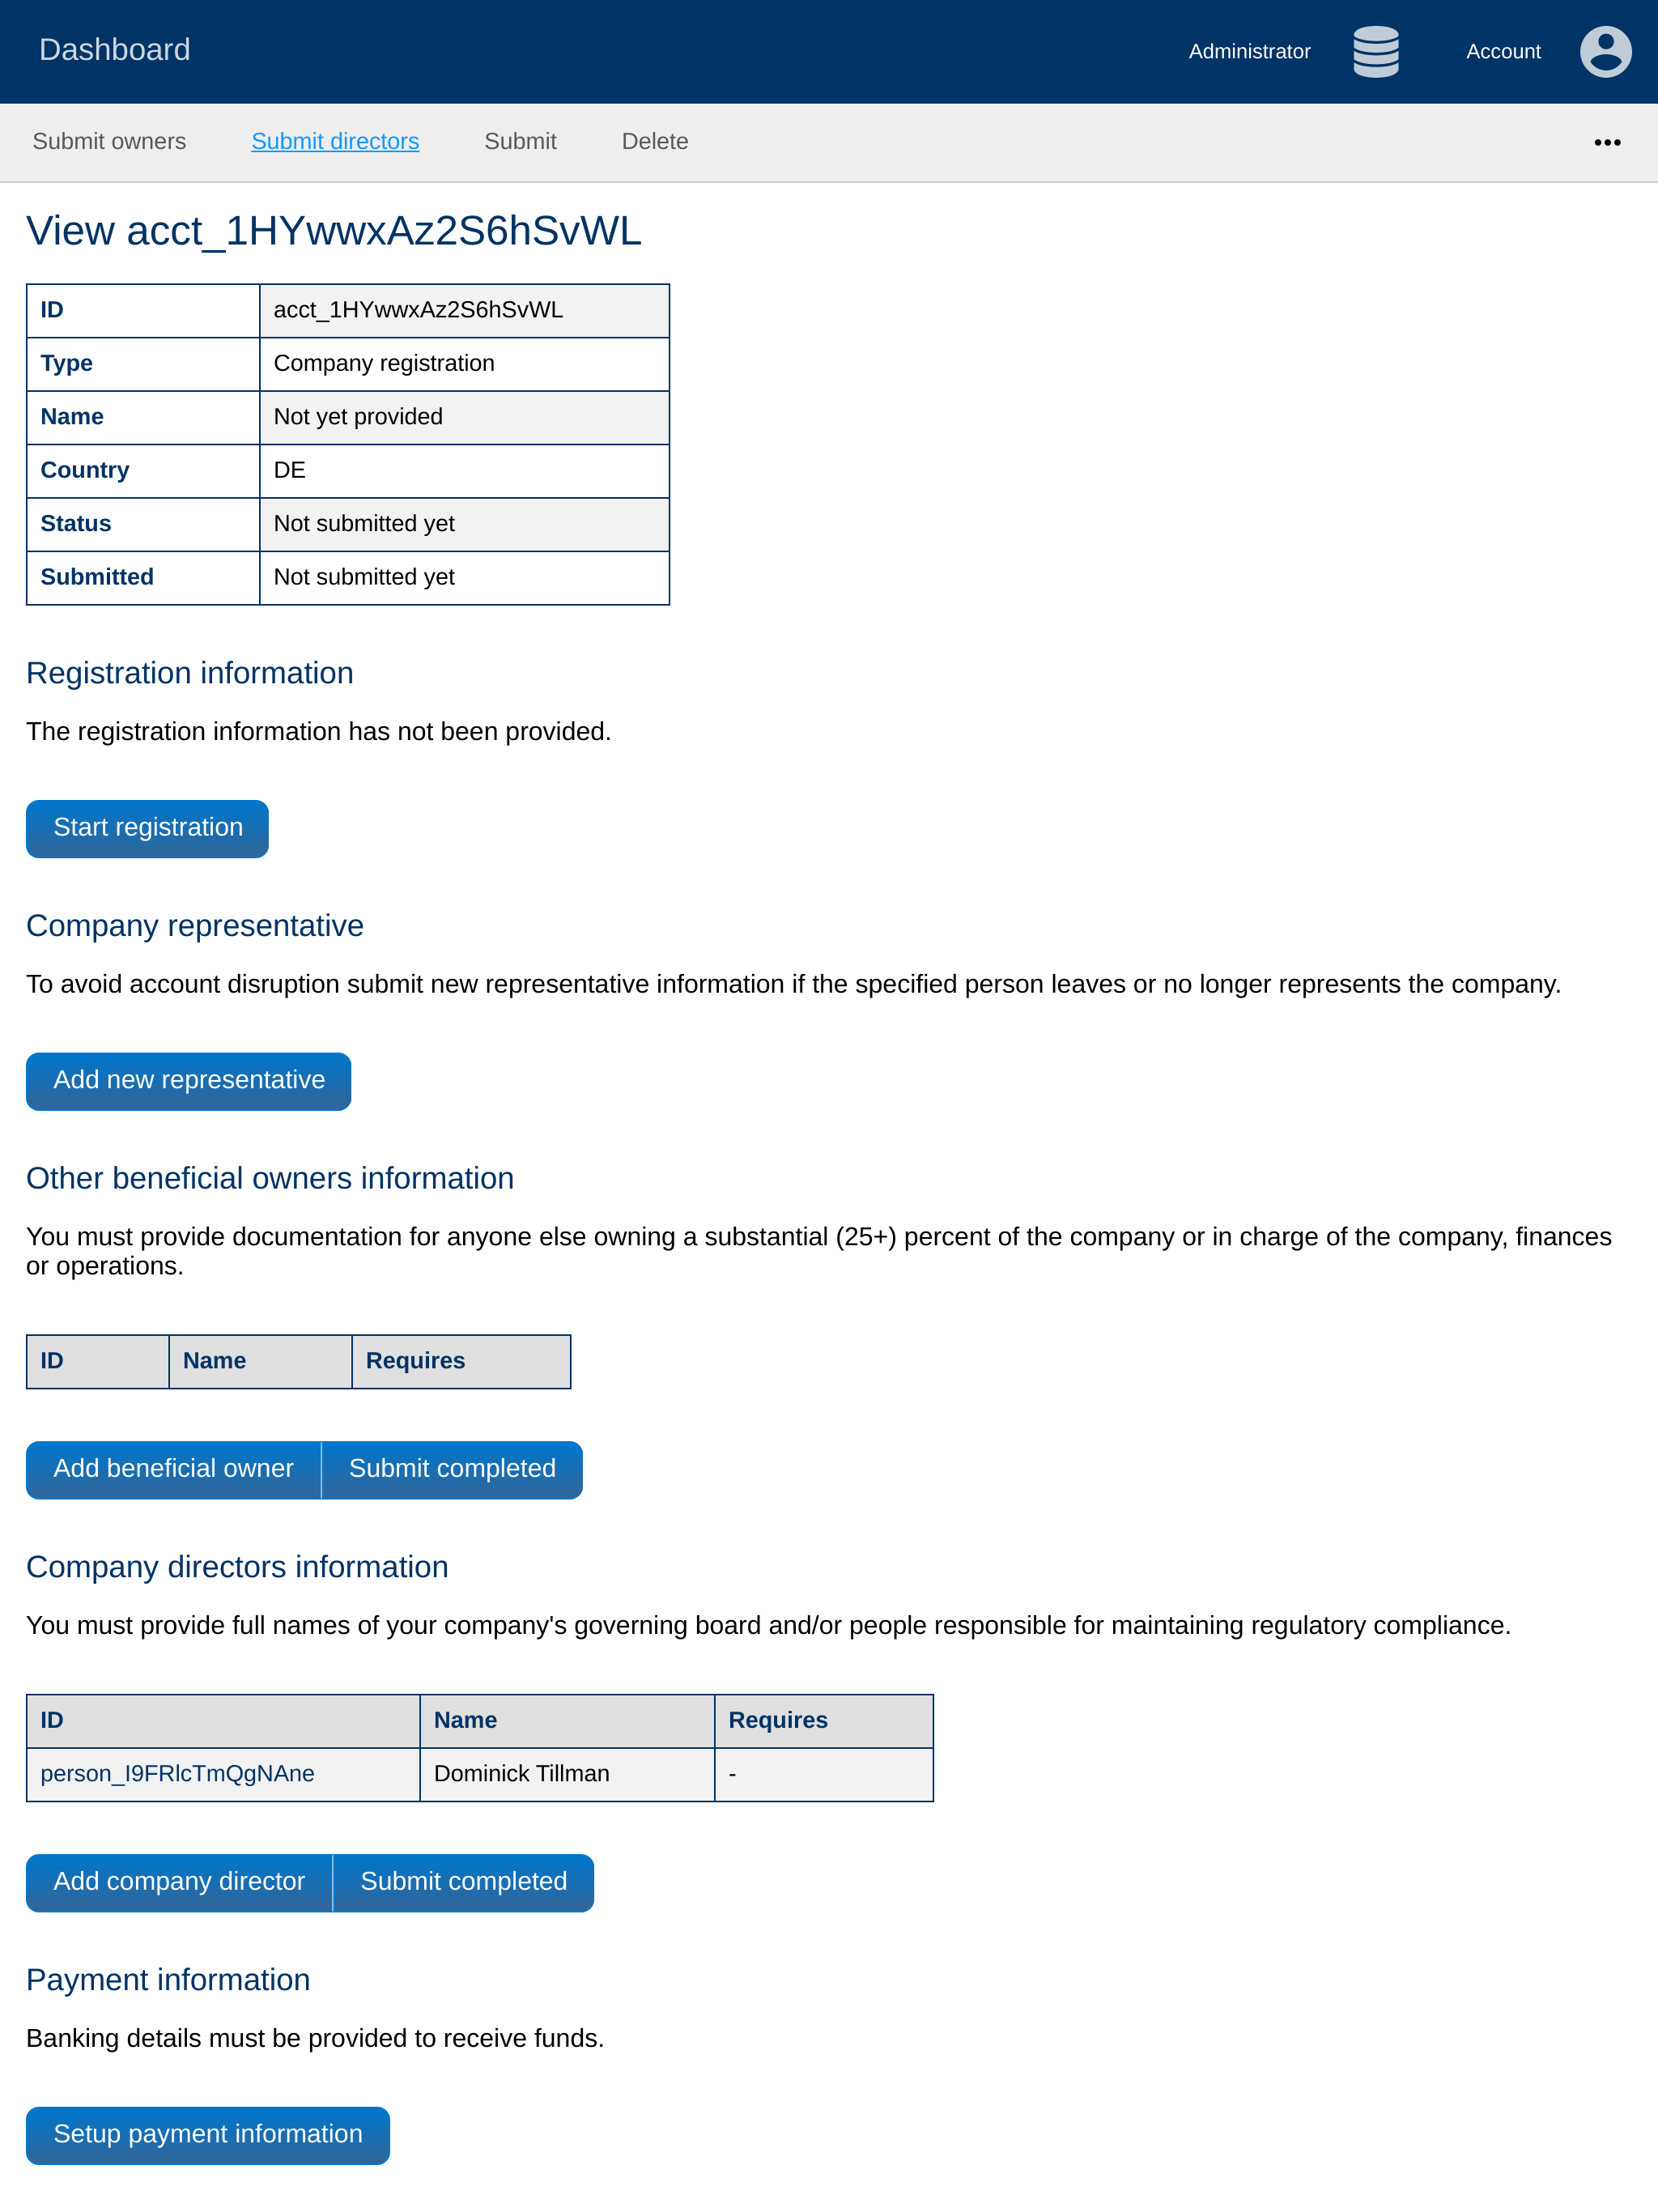 Dashboard
Administrator
Account
Submit owners
Submit directors
Submit
Delete
View acct_1HYwwxAz2S6hSvWL
ID acct_1HYwwxAz2S6hSvWL
Type Company registration
Name Not yet provided
Country DE
Status Not submitted yet
Submitted Not submitted yet
Registration information
The registration information has not been provided.
Start registration
Company representative
To avoid account disruption submit new representative information if the specified person leaves or no longer represents the company.
Add new representative
Other beneficial owners information
You must provide documentation for anyone else owning a substantial (25+) percent of the company or in charge of the company, finances
or operations.
ID Name Requires
Add beneficial owner Submit completed
Company directors information
You must provide full names of your company's governing board and/or people responsible for maintaining regulatory compliance.
ID Name Requires
person_I9FRlcTmQgNAne Dominick Tillman -
Add company director Submit completed
Payment information
Banking details must be provided to receive funds.
Setup payment information